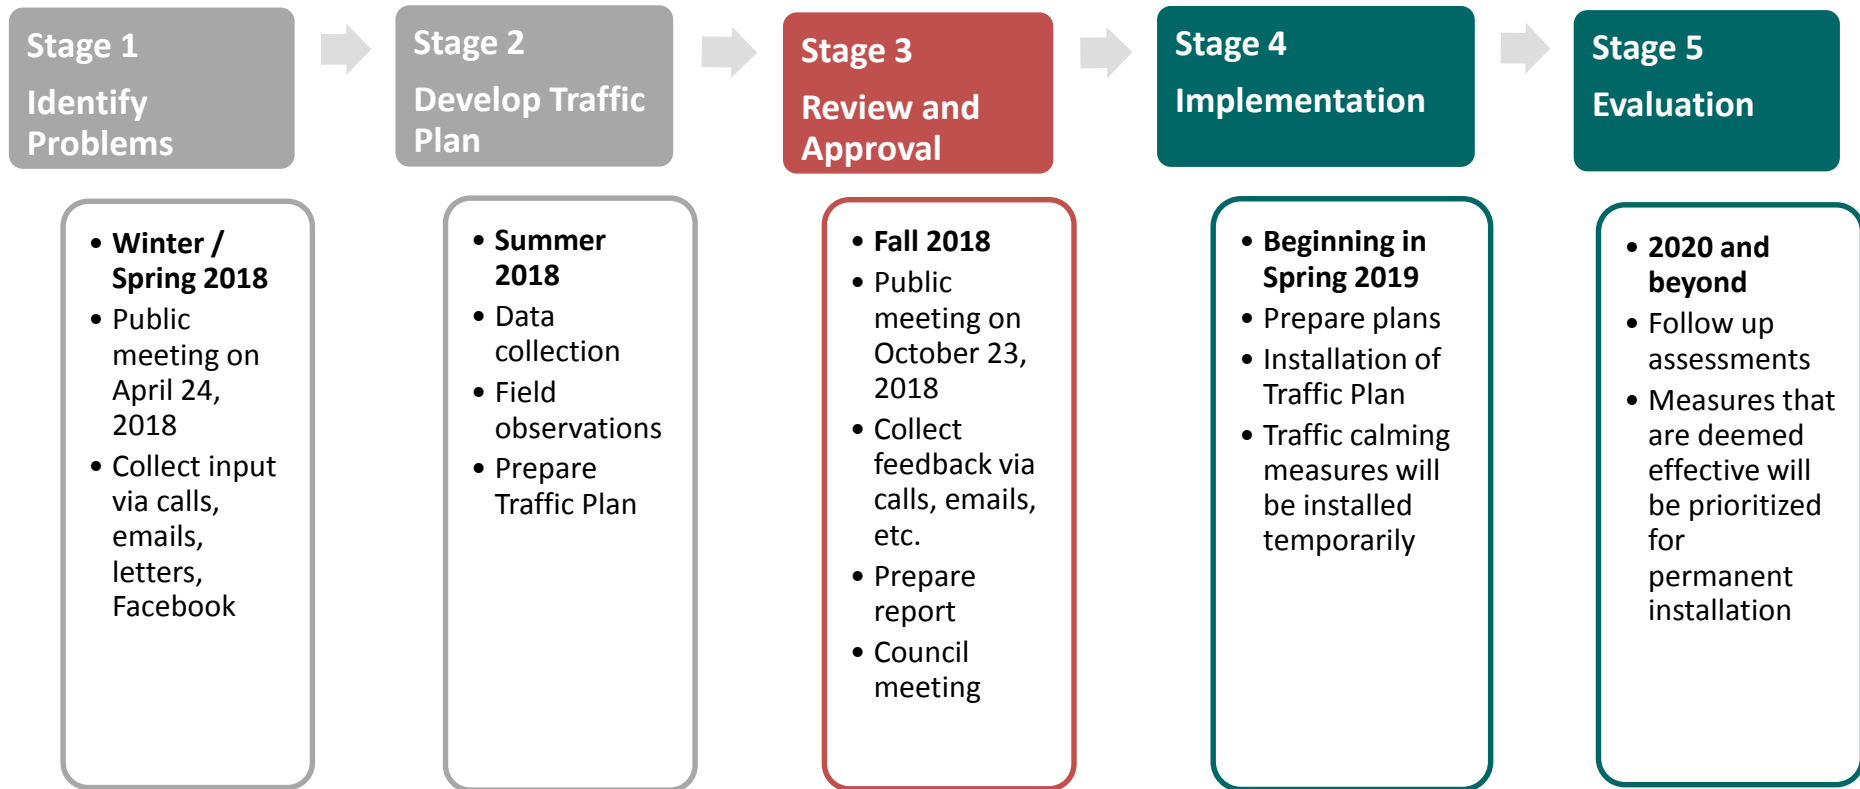 Stage 1
Identify
Problems
• Winter /
Spring 2018
• Public
meeting on
April 24,
2018
• Collect input
via calls,
emails,
letters,
Facebook
Stage 2
Develop Traffic
Plan
• Summer
2018
• Data
collection
• Field
observations
• Prepare
Traffic Plan
Stage 3
Review and
Approval
• Fall 2018
• Public
meeting on
October 23,
2018
• Collect
feedback via
calls, emails,
etc.
• Prepare
report
• Council
meeting
Stage 4
Implementation
• Beginning in
Spring 2019
• Prepare plans
• Installation of
Traffic Plan
• Traffic calming
measures will
be installed
temporarily
Stage 5
Evaluation
• 2020 and
beyond
• Follow up
assessments
• Measures that
are deemed
effective will
be prioritized
for
permanent
installation